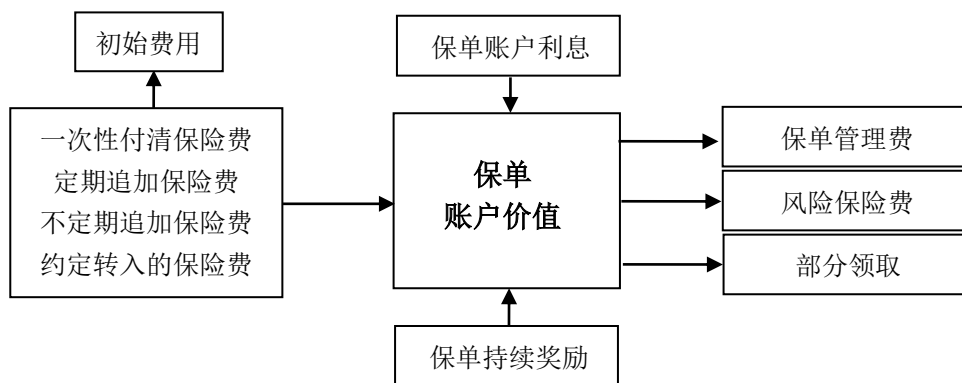 初始费用
保单账户利息
一次性付清保险费
定期追加保险费
不定期追加保险费
约定转入的保险费
保单
账户价值
保单管理费
风险保险费
部分领取
保单持续奖励